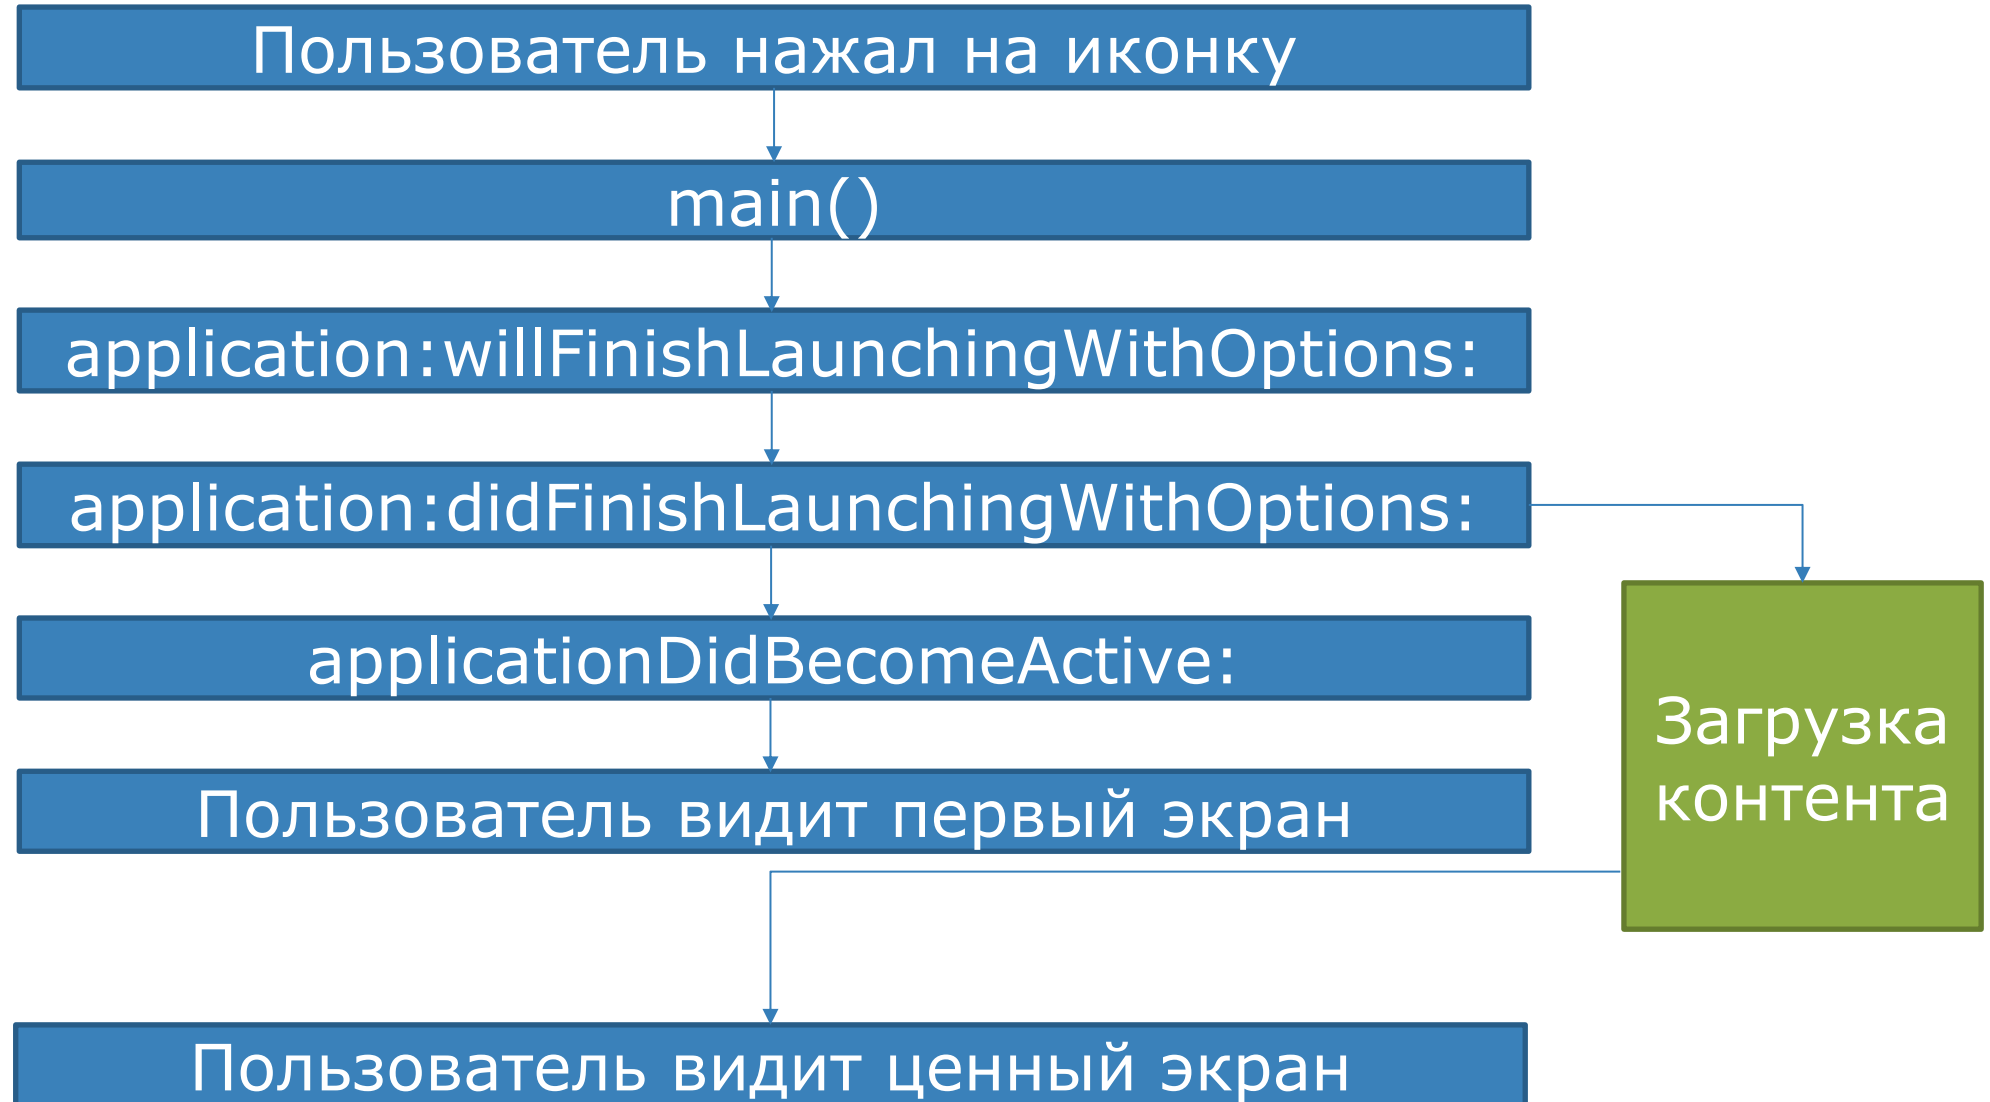 Пользователь нажал на иконку
main()
application:willFinishLaunchingWithOptions:
application:didFinishLaunchingWithOptions:
applicationDidBecomeActive:
Загрузка
контента
Пользователь видит первый экран
Пользователь видит ценный экран